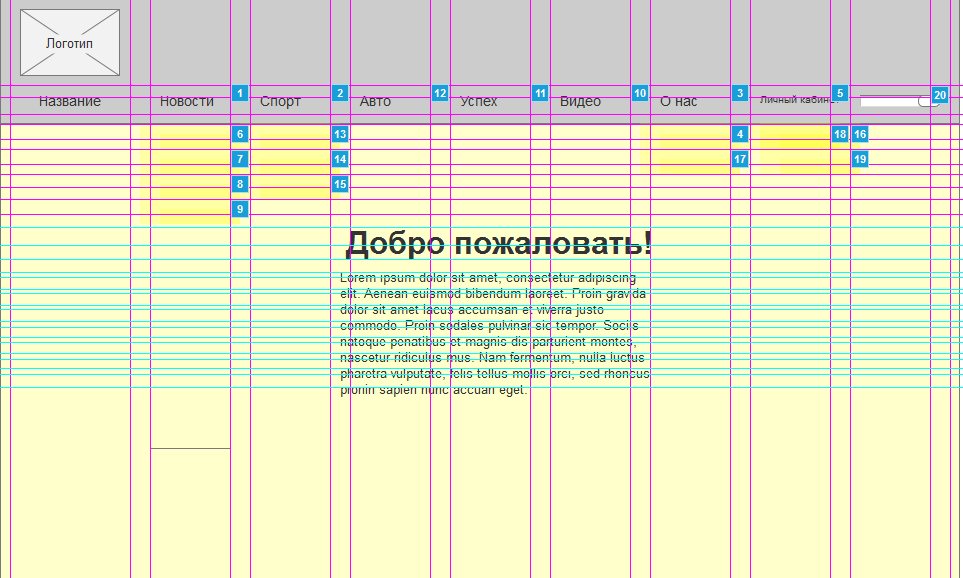 Логотип
Название
Новости 1
Спорт 2
Авто 12
Успех 11
Видео 10
О нас 3
Личный кабинет 5
20
6 13 4 18 16
7 14 17 19
8 15
9
Добро пожаловать!
Lorem ipsum dolor sit amet, consectetur adipiscing
elit. Aenean euismod bibendum laoreet. Proin gravida
dolor sit amet lacus accumsan et viverra justo
commodo. Proin sodales pulvinar sic tempor. Sociis
natoque penatibus et magnis dis parturient montes,
nascetur ridiculus mus. Nam fermentum, nulla luctus
pharetra vulputate, felis tellus mollis orci, sed rhoncus
pronin sapien nunc accuan eget.